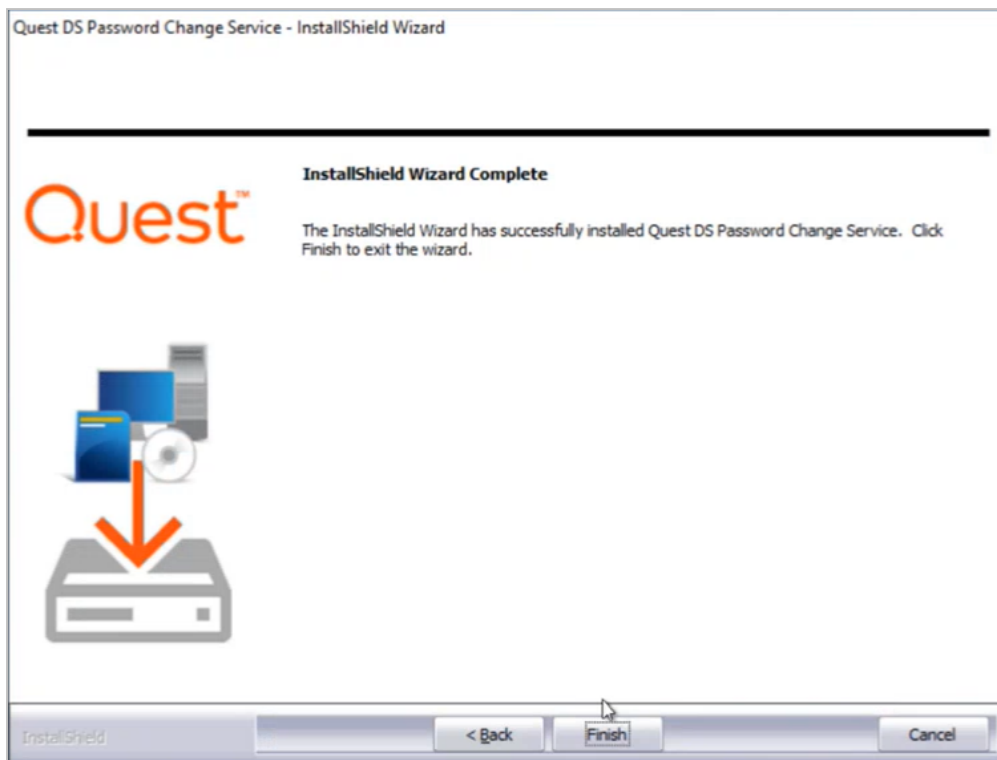 Quest DS Password Change Service - InstallShield Wizard
Quest™
InstallShield Wizard Complete
The InstallShield Wizard has successfully installed Quest DS Password Change Service. Click
Finish to exit the wizard.
InstallShield
< Back
Finish
Cancel